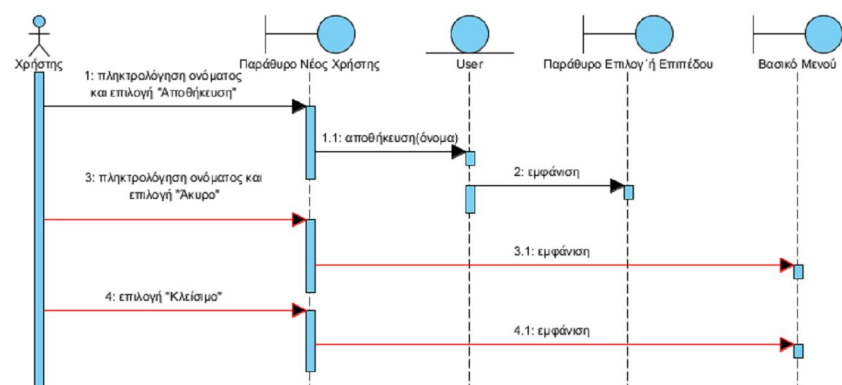 Χρήστης
Παράθυρο Νέος Χρήστης
User
Παράθυρο Επιλογ΄ή Επιπέδου
Βασικό Μενού
1: πληκτρολόγηση ονόματος
και επιλογή "Αποθήκευση"
1.1: αποθήκευση(όνομα)
2: εμφάνιση
3: πληκτρολόγηση ονόματος και
επιλογή "Άκυρο"
3.1: εμφάνιση
4: επιλογή "Κλείσιμο"
4.1: εμφάνιση